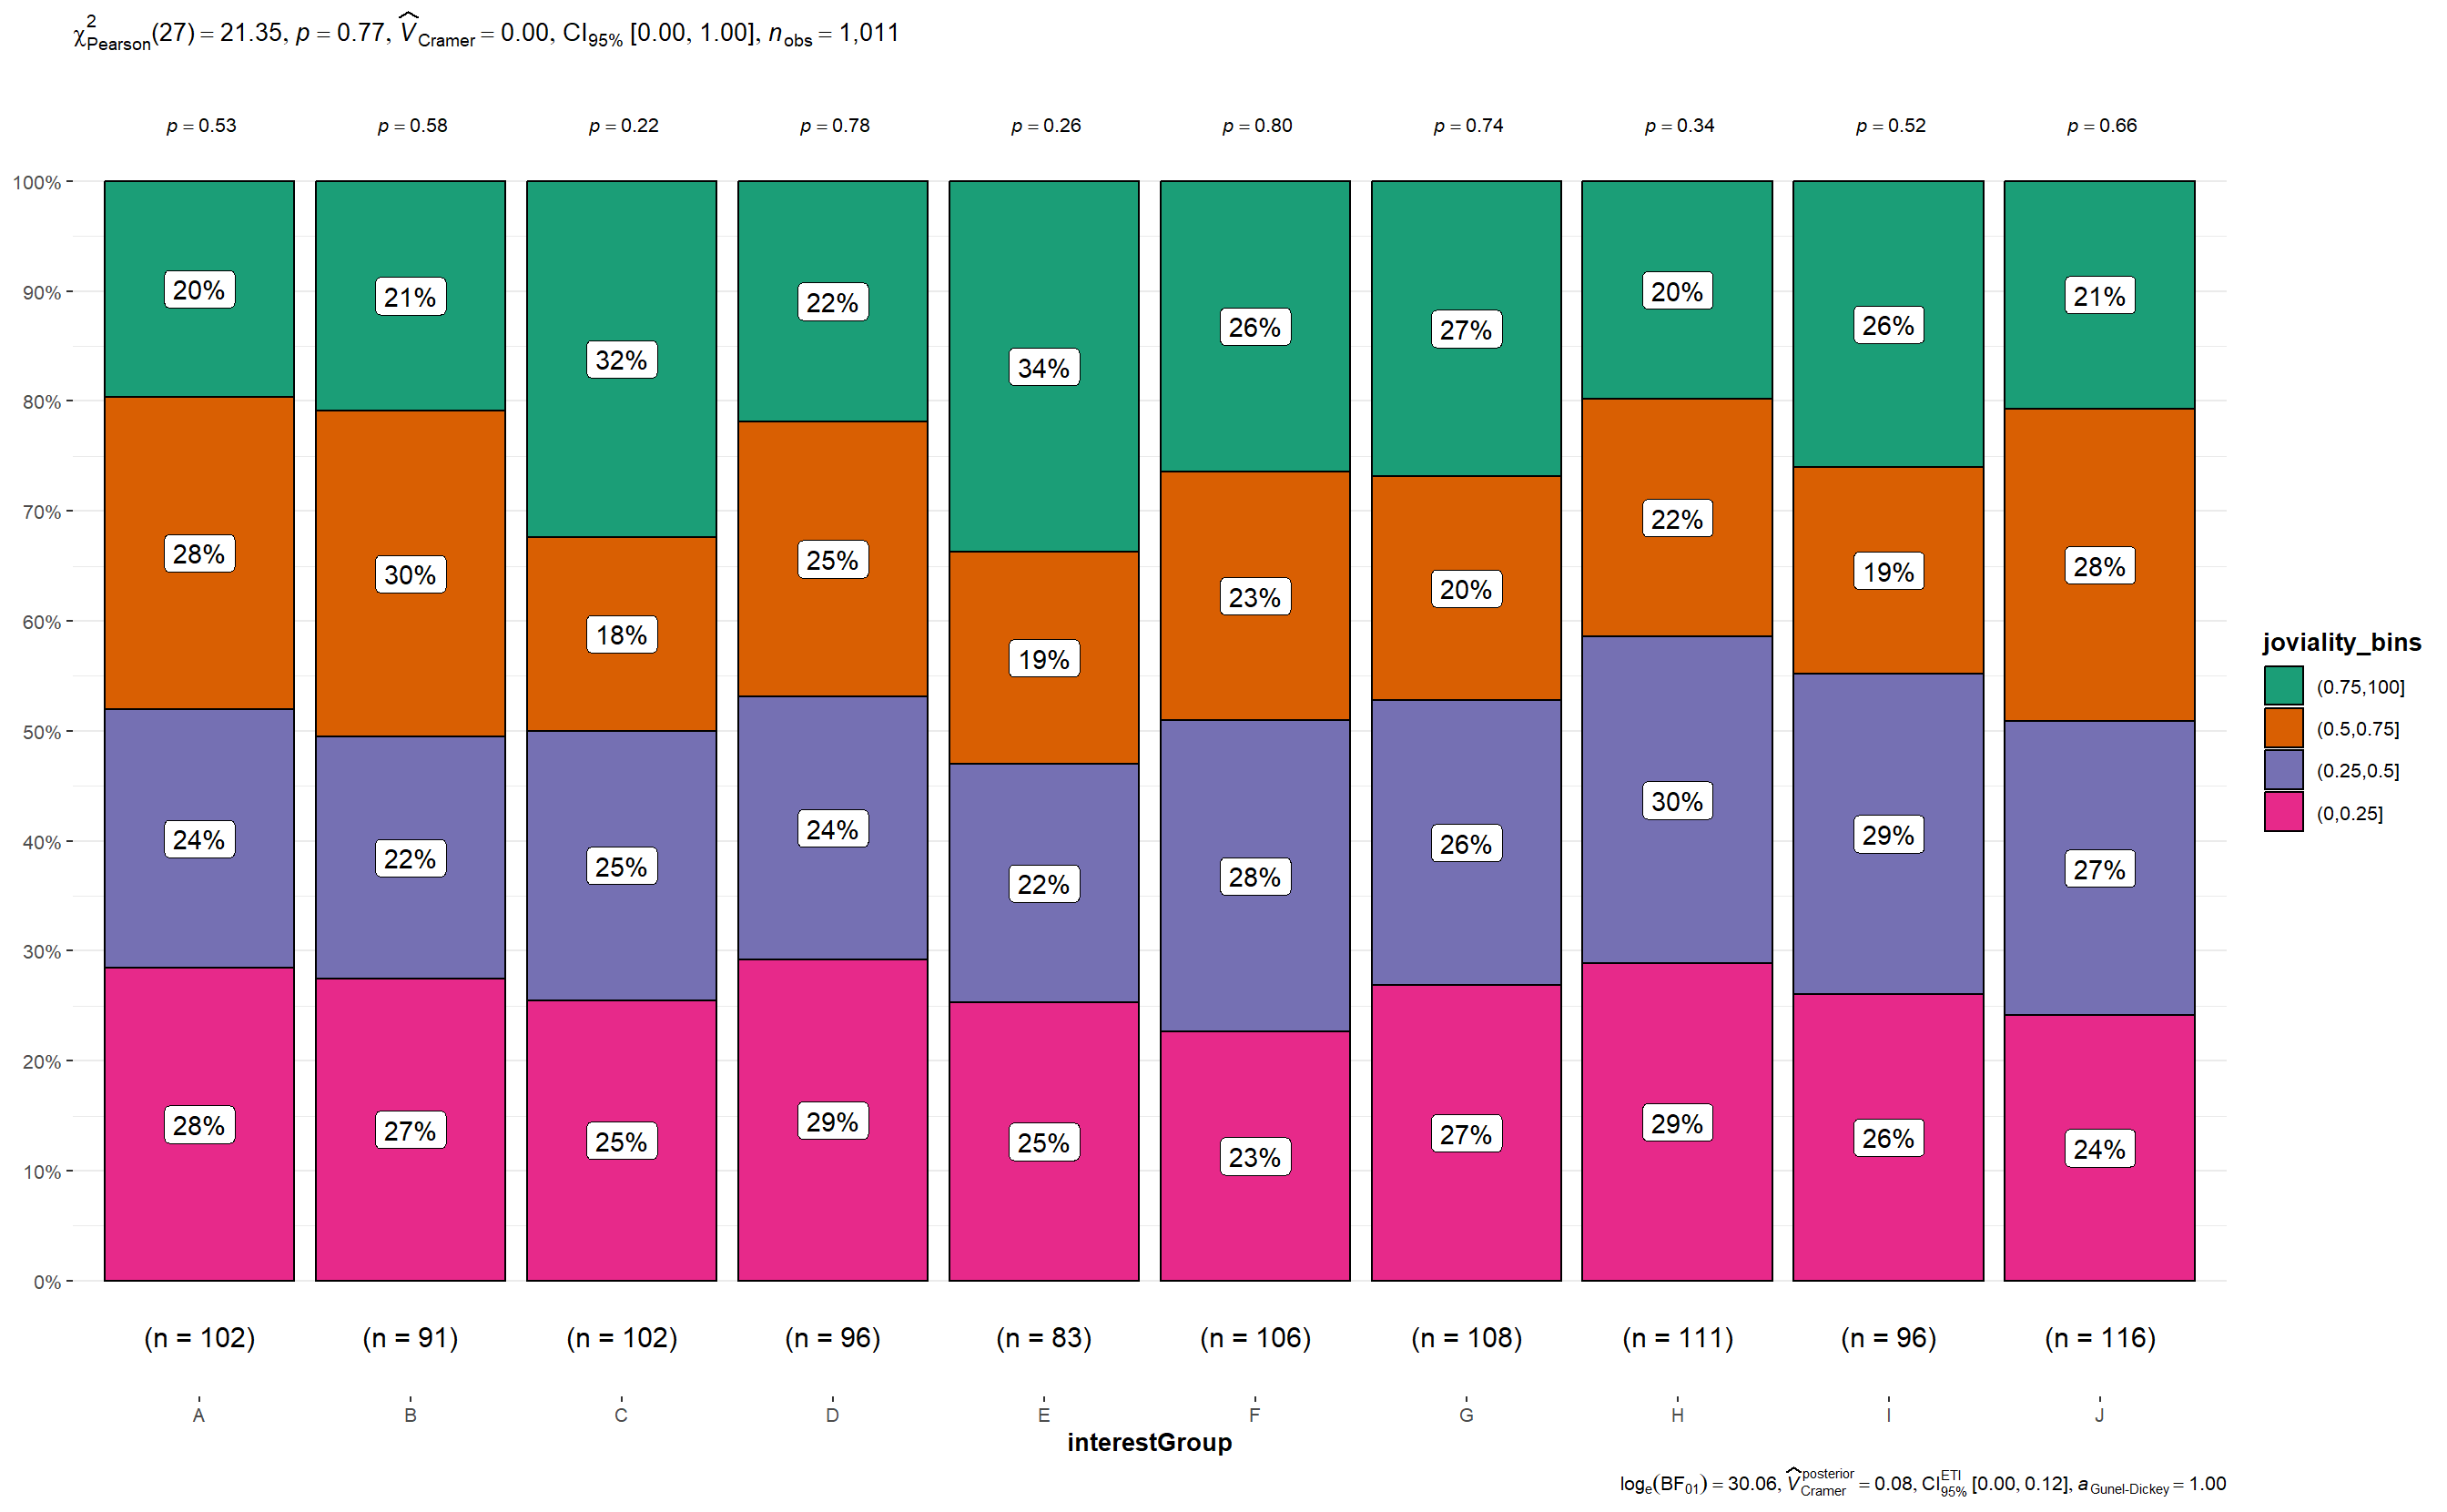 χ²Pearson(27) = 21.35, p = 0.77, V̂Cramer = 0.00, CI95% [0.00, 1.00], nobs = 1,011
p = 0.53 p = 0.58 p = 0.22 p = 0.78 p = 0.26 p = 0.80 p = 0.74 p = 0.34 p = 0.52 p = 0.66
100%
90%
80%
70%
60%
50%
40%
30%
20%
10%
0%
20% 21% 32% 22% 34% 26% 27% 20% 26% 21%
28% 30% 18% 25% 19% 23% 20% 22% 19% 28%
24% 22% 25% 24% 22% 28% 26% 30% 29% 27%
28% 27% 25% 29% 25% 23% 27% 29% 26% 24%
(n = 102) (n = 91) (n = 102) (n = 96) (n = 83) (n = 106) (n = 108) (n = 111) (n = 96) (n = 116)
A B C D E F G H I J
interestGroup
joviality_bins
(0.75,100]
(0.5,0.75]
(0.25,0.5]
(0,0.25]
loge(BF01) = 30.06, V̂posteriorCramer = 0.08, CIETI95% [0.00, 0.12], aGunel-Dickey = 1.00